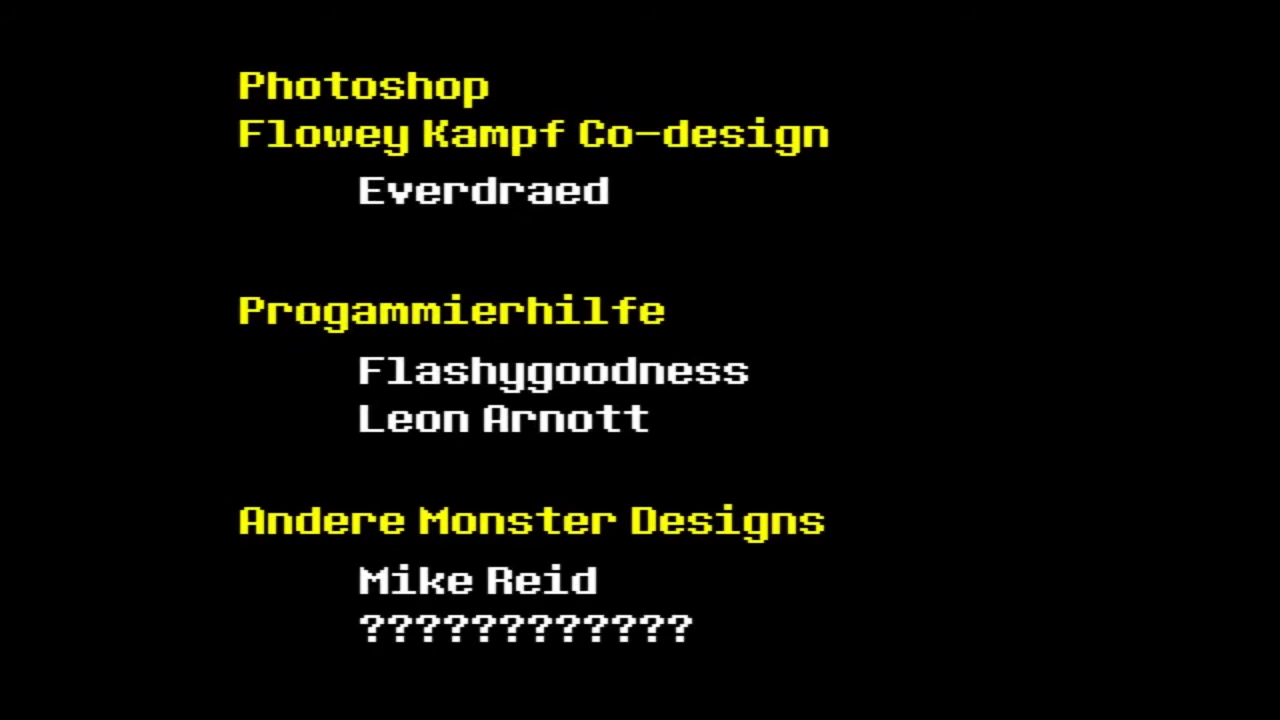 Photoshop
Flowey Kampf Co-design
Everdraed
Progammierhilfe
Flashygoodness
Leon Arnott
Andere Monster Designs
Mike Reid
????????????